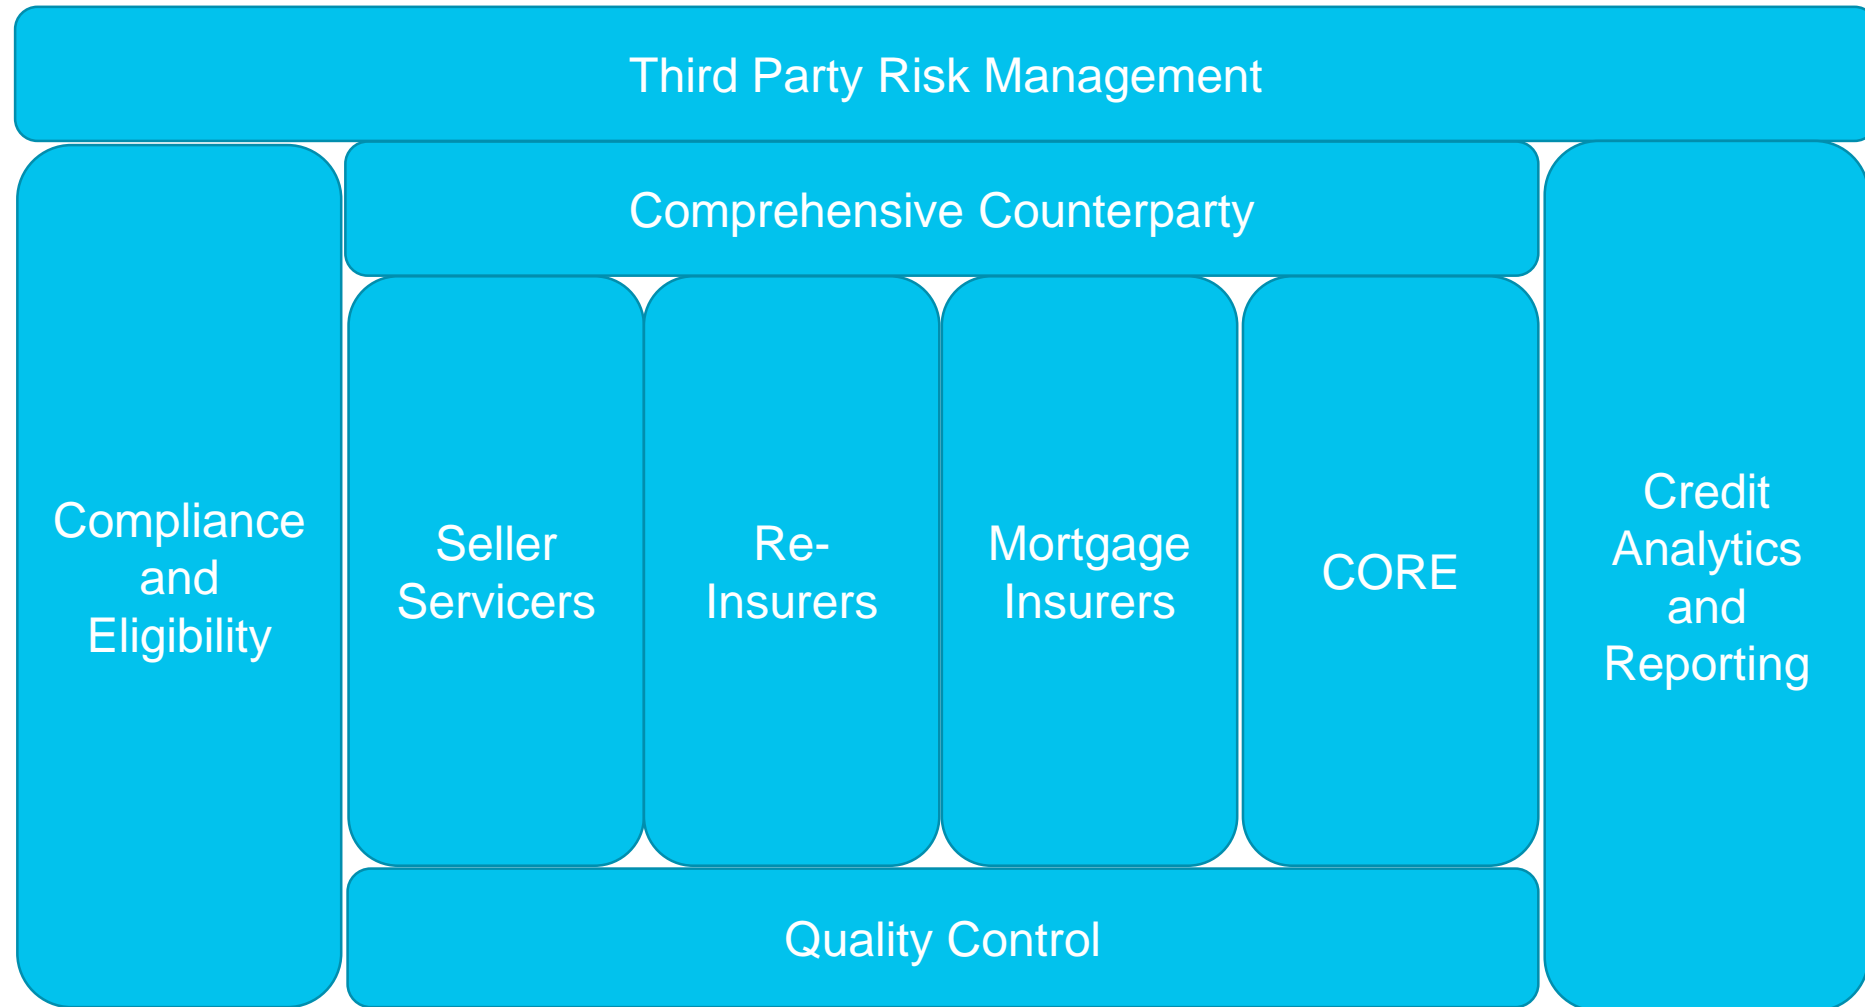 Third Party Risk Management
Comprehensive Counterparty
Compliance
and
Eligibility
Seller
Servicers
Re-
Insurers
Mortgage
Insurers
CORE
Credit
Analytics
and
Reporting
Quality Control